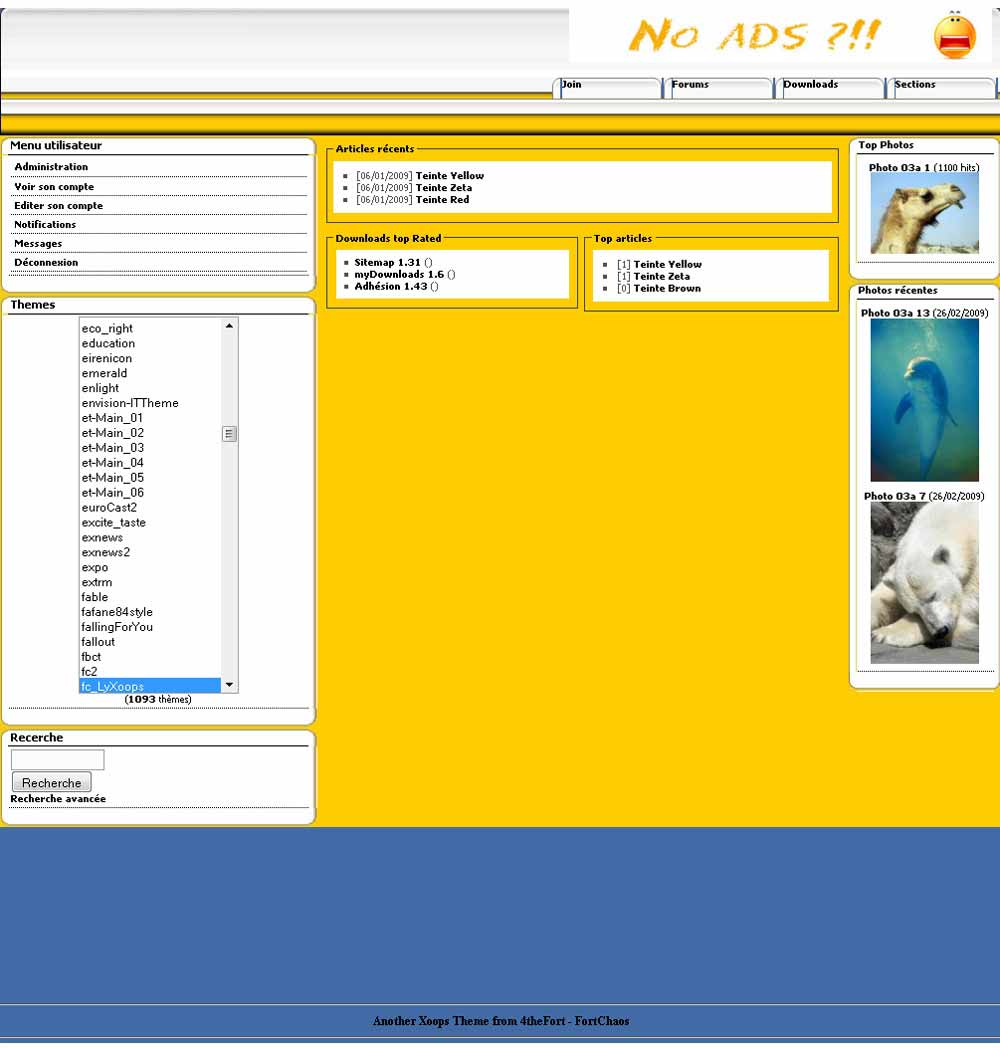 No ADS ?!!
Join
Forums
Downloads
Sections
Menu utilisateur
Administration
Voir son compte
Editer son compte
Notifications
Messages
Déconnexion
Themes
eco_right
education
eirenicon
emerald
enlight
envision-ITTheme
et-Main_01
et-Main_02
et-Main_03
et-Main_04
et-Main_05
et-Main_06
euroCast2
excite_taste
exnews
exnews2
expo
extrm
fable
fafane84style
fallingForYou
fallout
fbct
fc2
fc_LyXoops
(1093 thèmes)
Recerche
Recherche
Recherche avancée
Articles récents
[06/01/2009] Teinte Yellow
[06/01/2009] Teinte Zeta
[06/01/2009] Teinte Red
Downloads top Rated
Sitemap 1.31 ()
myDownloads 1.6 ()
Adhésion 1.43 ()
Top articles
[1] Teinte Yellow
[1] Teinte Zeta
[0] Teinte Brown
Top Photos
Photo 03a 1 (1100 hits)
Photos récentes
Photo 03a 13 (26/02/2009)
Photo 03a 7 (26/02/2009)
Another Xoops Theme from 4theFort - FortChaos